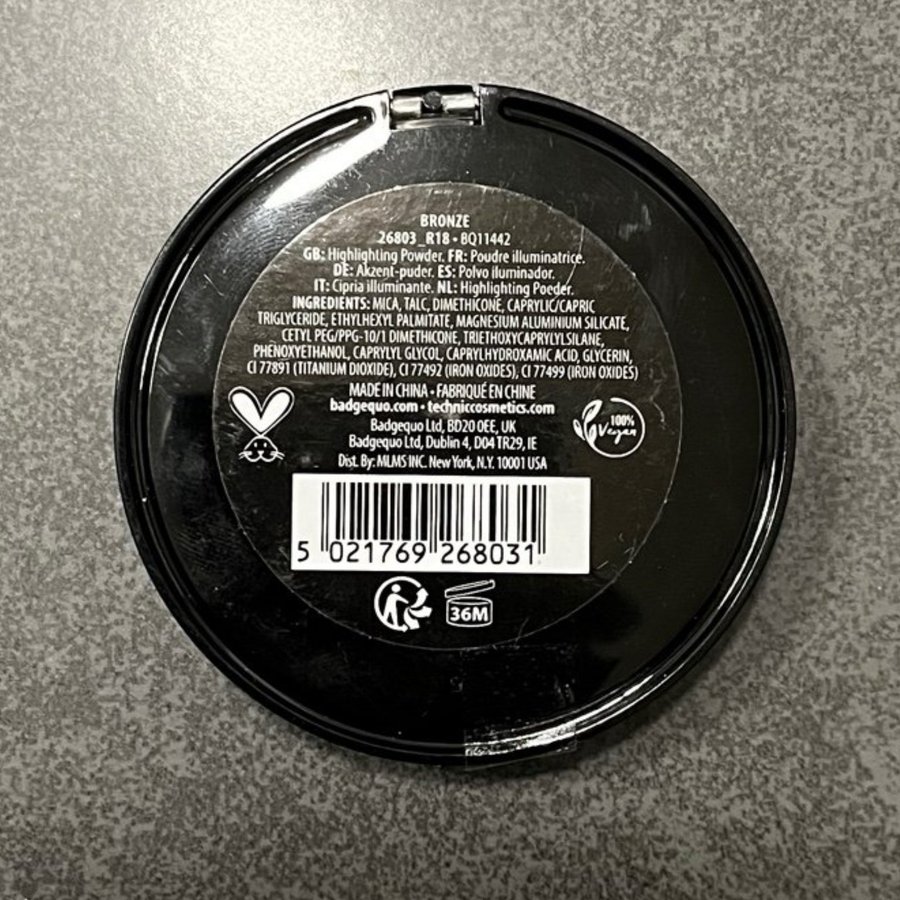 BRONZE
26803_R18 • BQ11442
GB: Highlighting Powder. FR: Poudre illuminatrice.
DE: Akzent-puder. ES: Polvo iluminador.
IT: Cipria illuminante. NL: Highlighting Poeder.
INGREDIENTS: MICA, TALC, DIMETHICONE, CAPRYLIC/CAPRIC
TRIGLYCERIDE, ETHYLHEXYL PALMITATE, MAGNESIUM ALUMINIUM SILICATE,
CETYL PEG/PPG-10/1 DIMETHICONE, TRIETHOXYCAPRYLYLSILANE,
PHENOXYETHANOL, CAPRYLYL GLYCOL, CAPRYLHYDROXAMIC ACID, GLYCERIN,
CI 77891 (TITANIUM DIOXIDE), CI 77492 (IRON OXIDES), CI 77499 (IRON OXIDES)
MADE IN CHINA • FABRIQUÉ EN CHINE
badgequo.com • techniccosmetics.com
Badgequo Ltd, BD20 0EE, UK
Badgequo Ltd, Dublin 4, D04 TR29, IE
Dist. By: MLMS INC. New York, N.Y. 10001 USA
100%
Vegan
5 021769 268031
36M